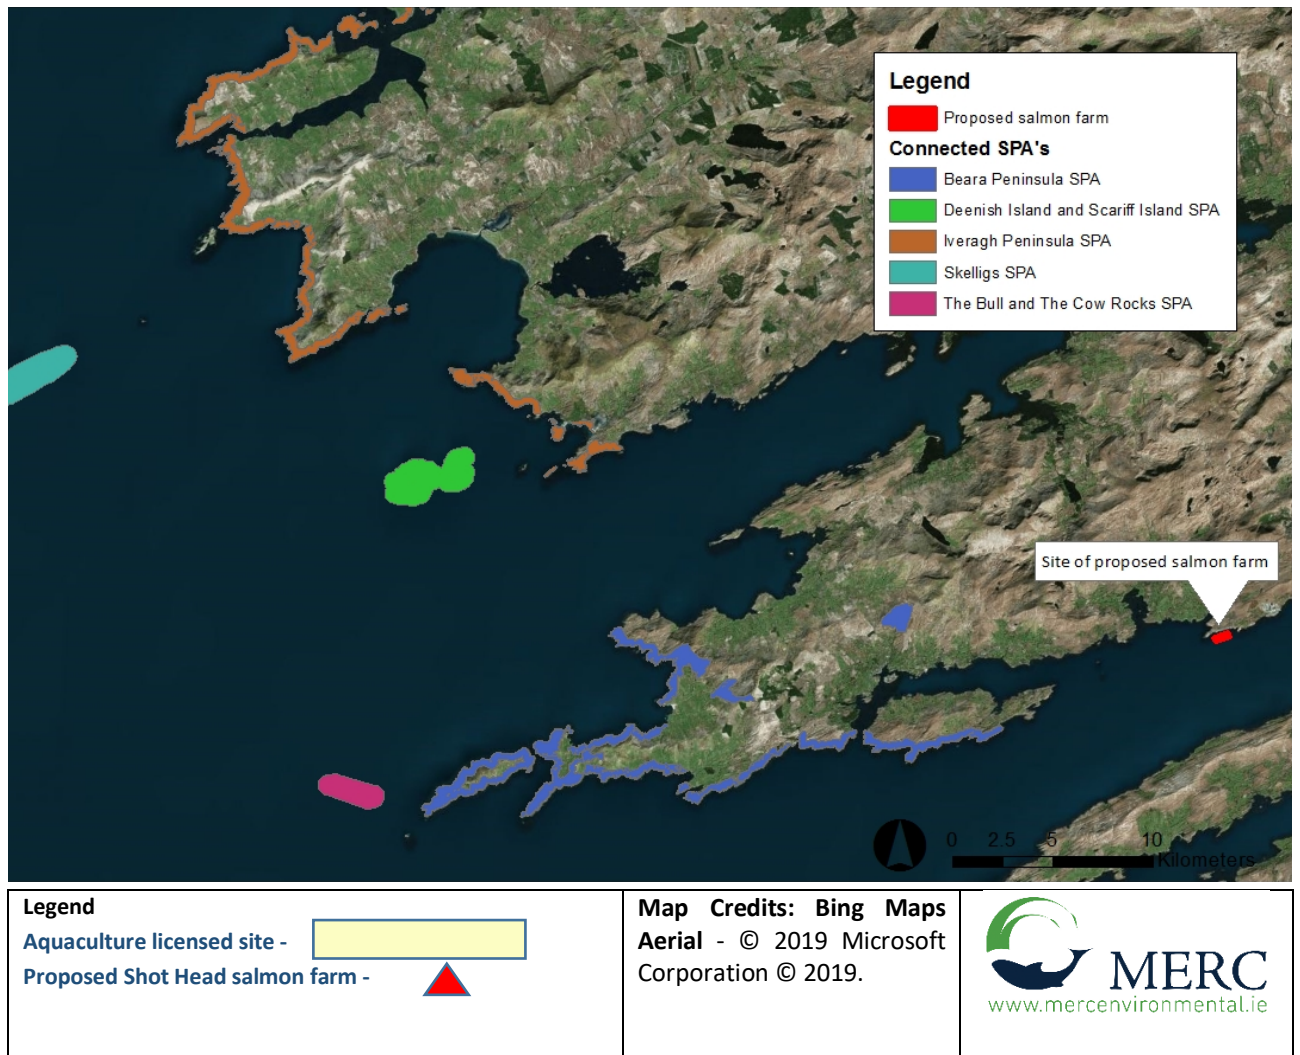 Legend
Proposed salmon farm
Connected SPA's
Beara Peninsula SPA
Deenish Island and Scariff Island SPA
Iveragh Peninsula SPA
Skelligs SPA
The Bull and The Cow Rocks SPA
Site of proposed salmon farm
0 2.5 5 10
Kilometers
Legend
Aquaculture licensed site -
Proposed Shot Head salmon farm -
Map Credits: Bing Maps
Aerial - © 2019 Microsoft
Corporation © 2019.
MERC
www.mercenvironmental.ie